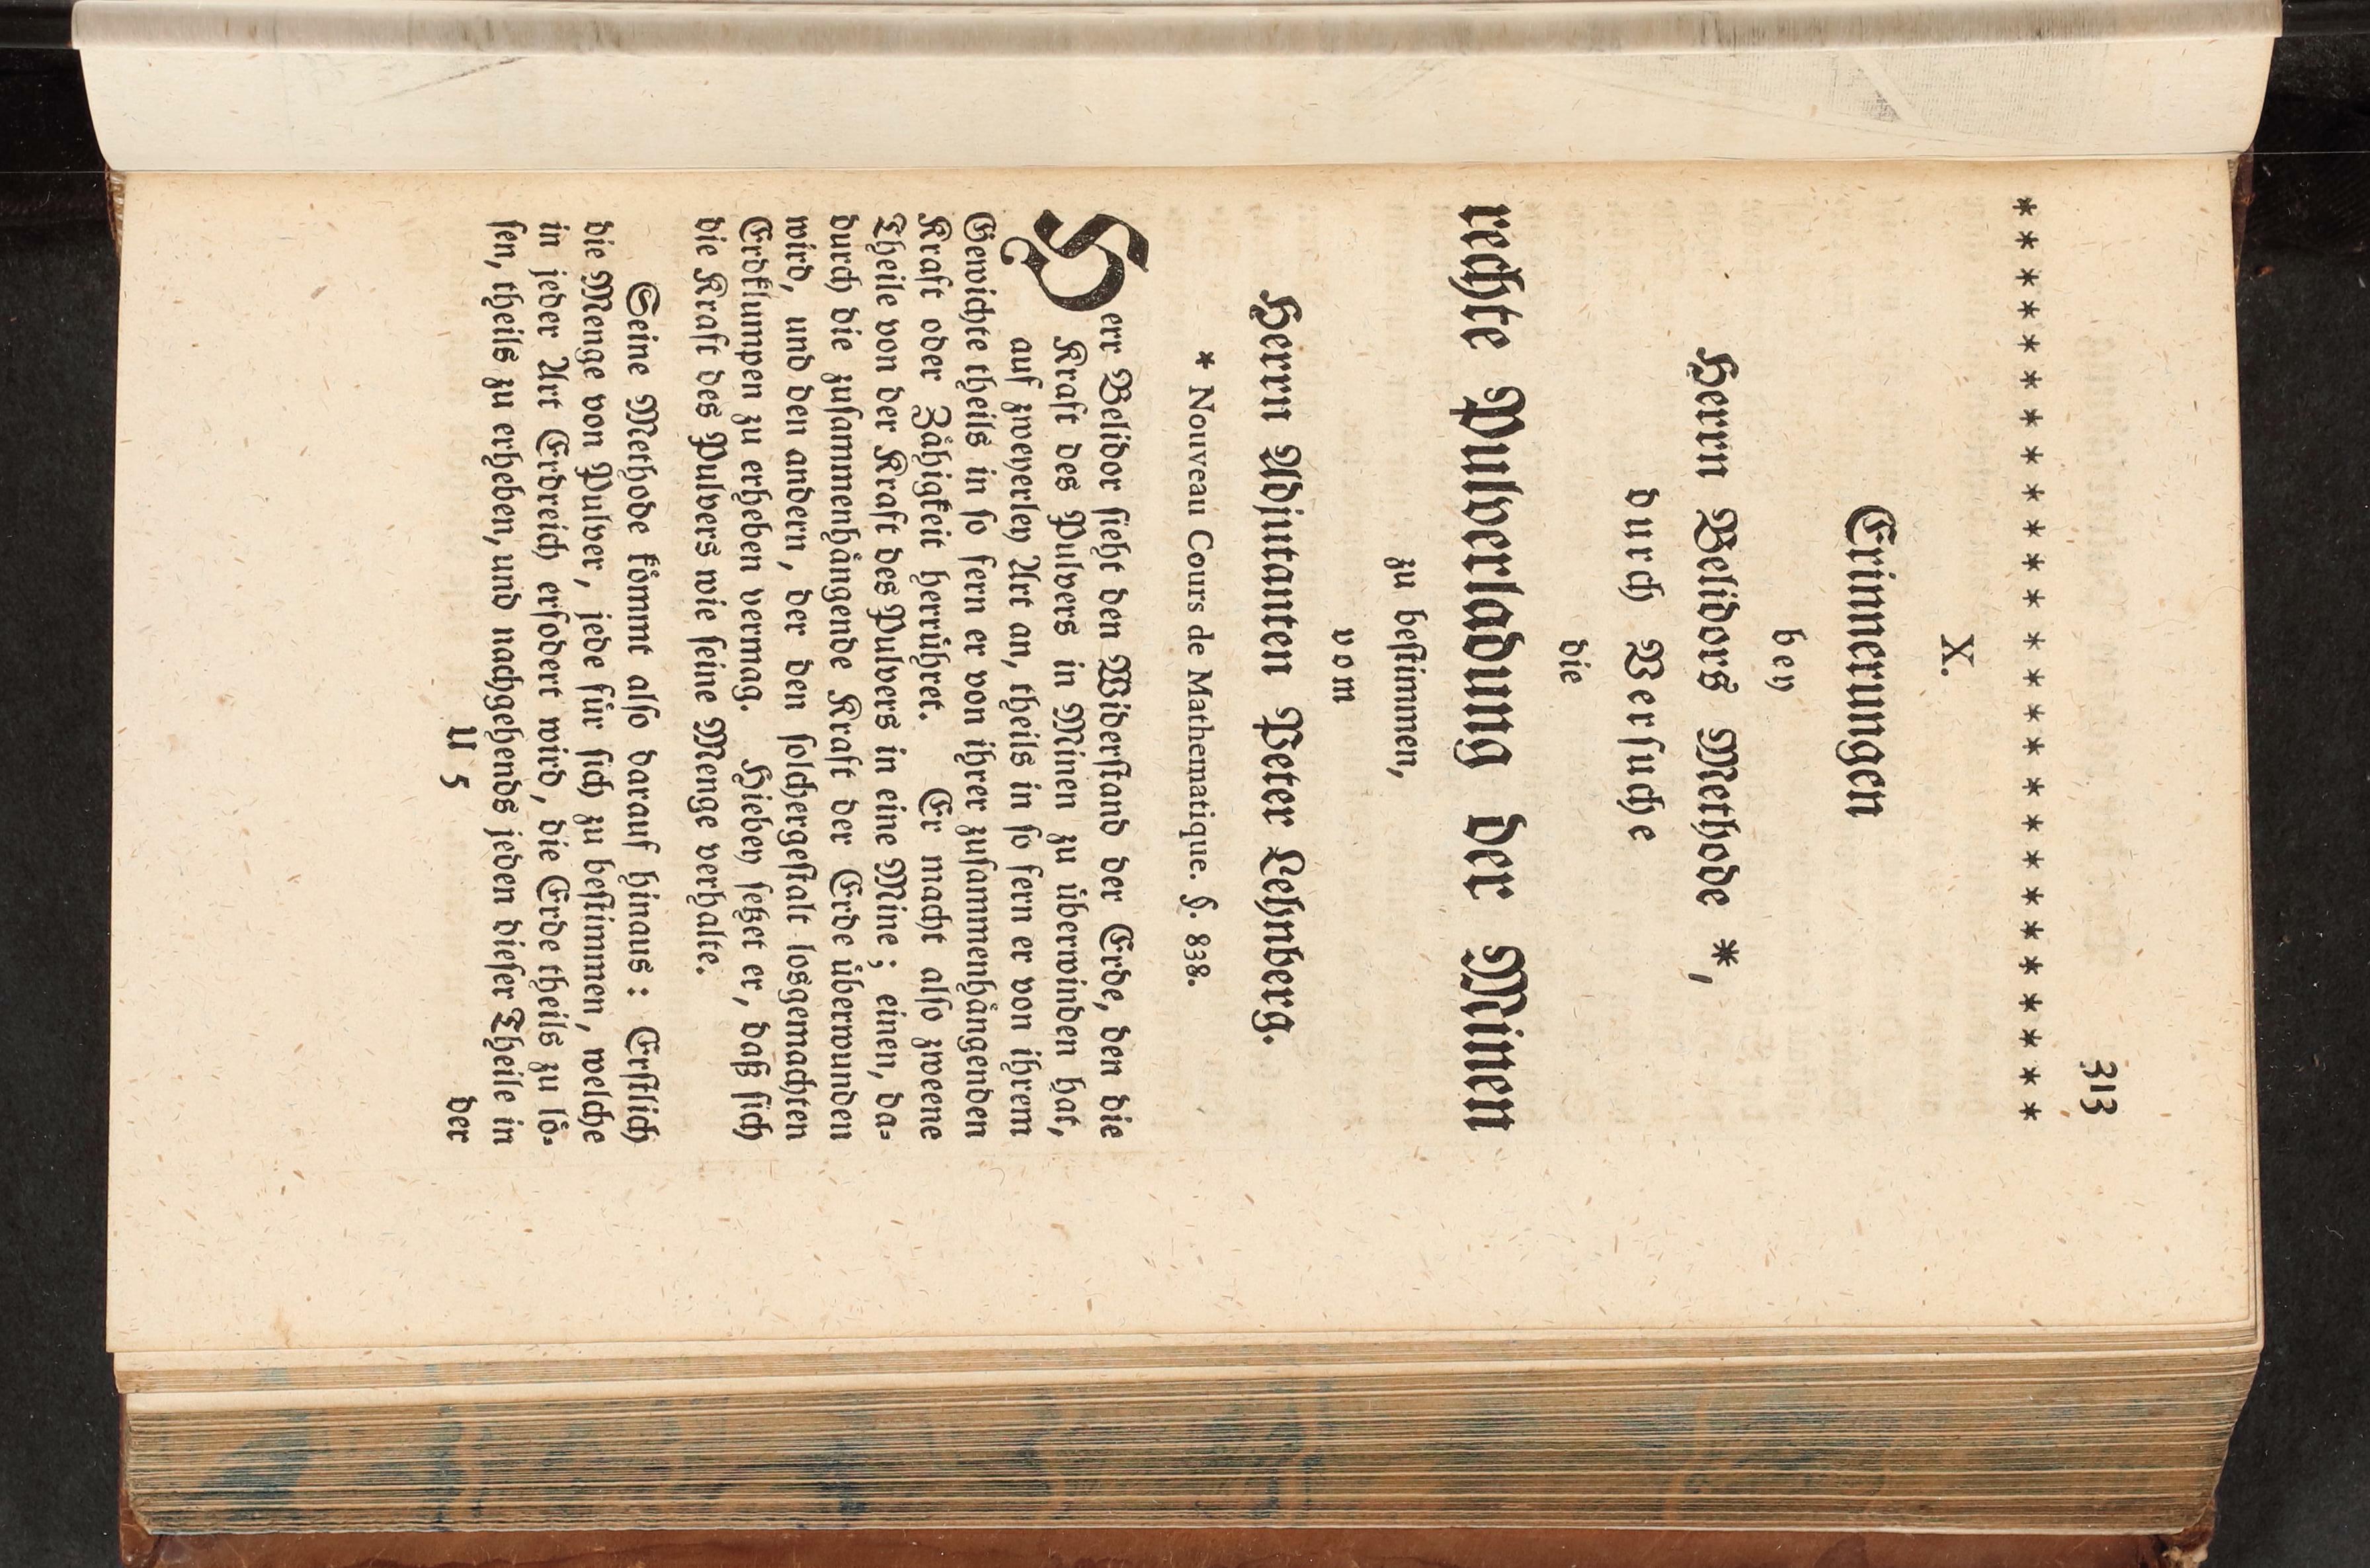 313
* * * * * * * * * * * * * * * * * * * * * * * * * *
X.
Erinnerungen
bey
Herrn Belidors Methode *,
durch Versuche
die
rechte Pulverladung der Minen
zu bestimmen,
vom
Herrn Adjutanten Peter Lehnberg.
* Nouveau Cours de Mathematique. §. 838.
Herr Belidor sieht den Widerstand der Erde, den die
Kraft des Pulvers in Minen zu überwinden hat,
auf zweyerley Art an, theils in so fern er von ihrem
Gewichte theils in so fern er von ihrer zusammenhängenden
Kraft oder Zähigkeit herrühret. Er macht also zweene
Theile von der Kraft des Pulvers in eine Mine; einen, da-
durch die zusammenhängende Kraft der Erde überwunden
wird, und den andern, der den solchergestalt losgemachten
Erdklumpen zu erheben vermag. Hiebey setzet er, daß sich
die Kraft des Pulvers wie seine Menge verhalte.
Seine Methode kömmt also darauf hinaus: Erstlich
die Menge von Pulver, jede für sich zu bestimmen, welche
in jeder Art Erdreich erfodert wird, die Erde theils zu lö-
sen, theils zu erheben, und nachgehends jeden dieser Theile in
U 5
der